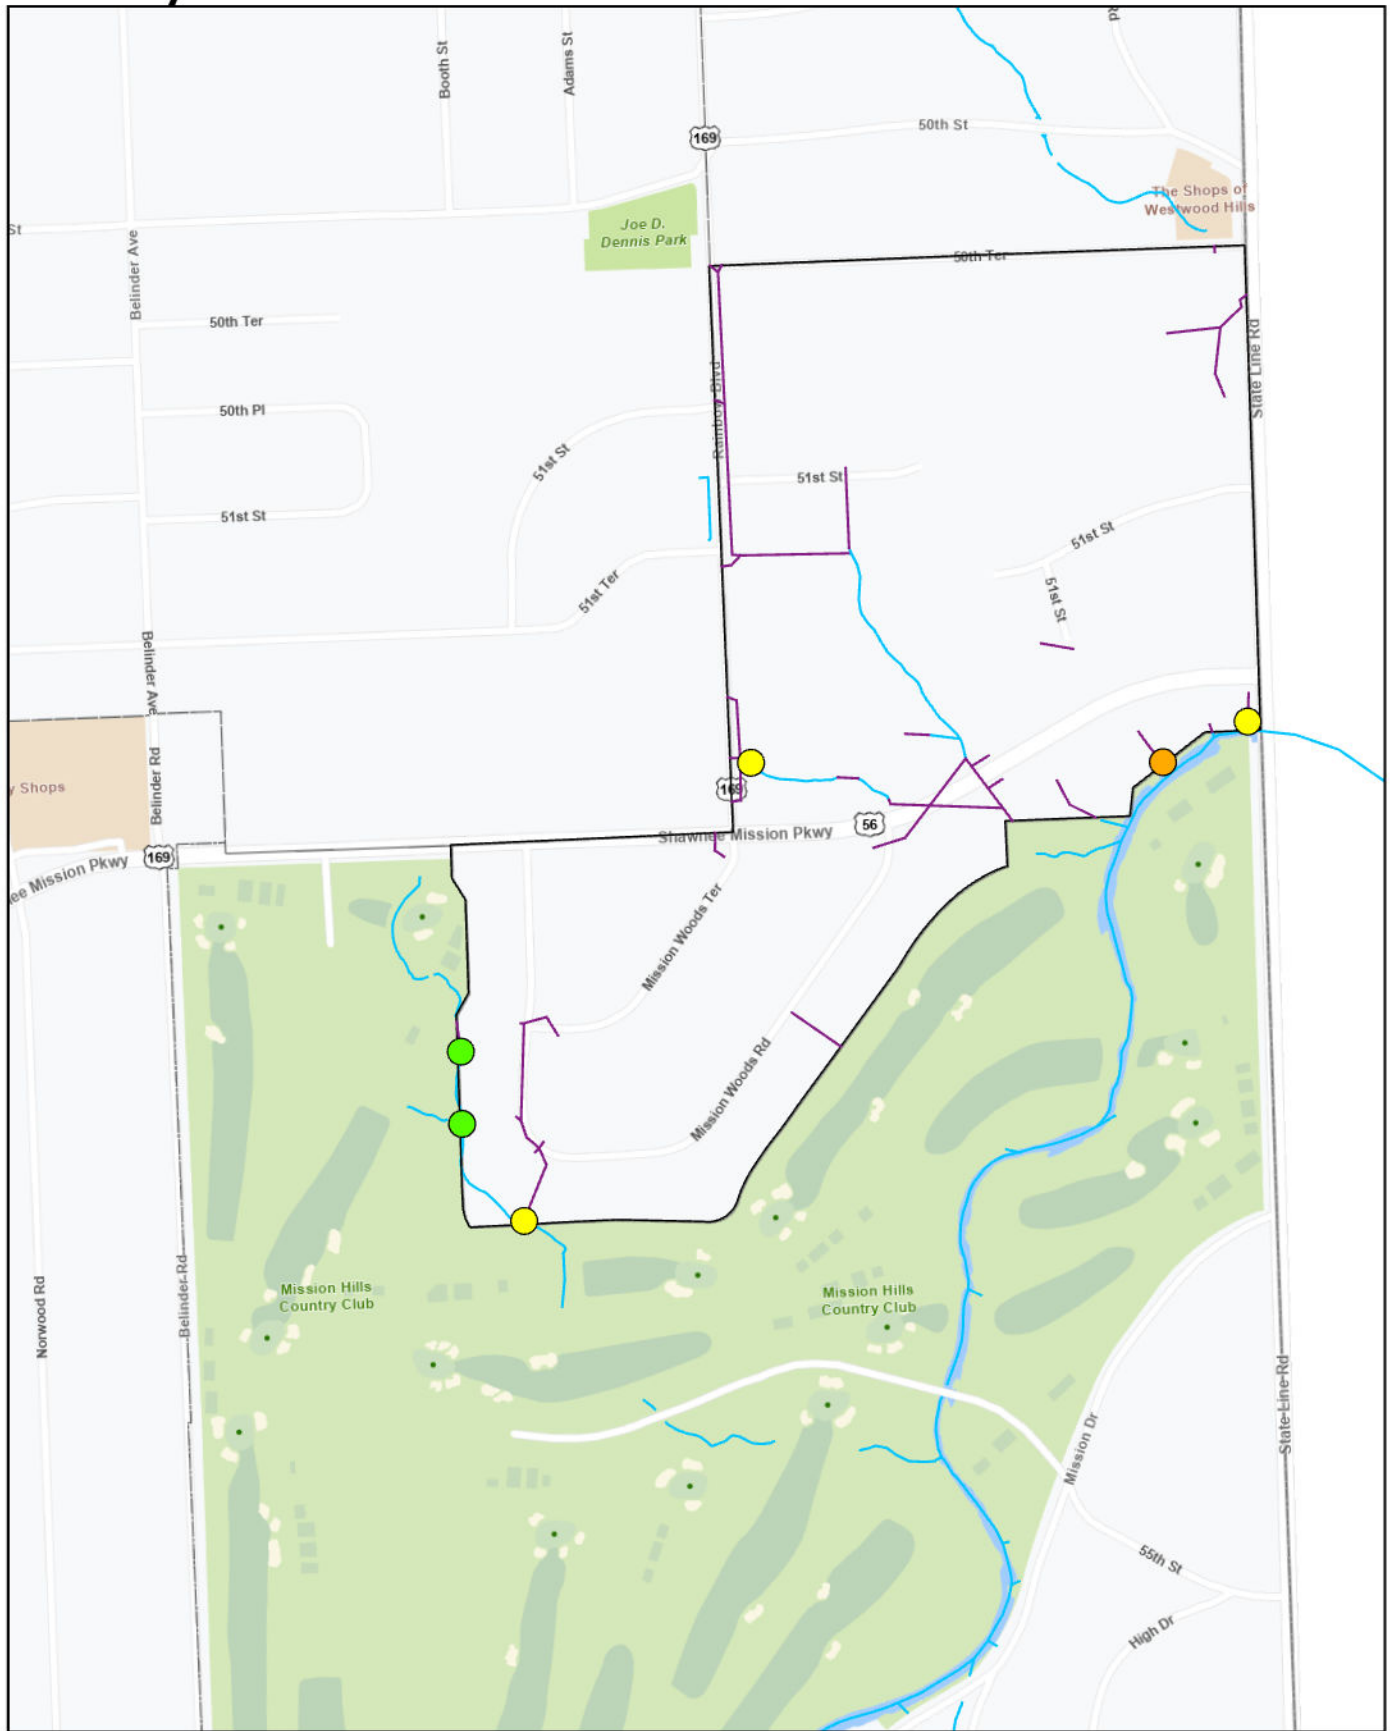 Booth St
Adams St
169
50th St
The Shops of
Westwood Hills
St
Joe D.
Dennis Park
50th Ter
Belinder Ave
50th Ter
State Line Rd
Rainbow Blvd
50th Pl
51st St
51st St
51st St
51st St
51st Ter
51st St
Belinder Ave
Belinder Rd
y Shops
169
56
Shawnee Mission Pkwy
169
ee Mission Pkwy
Mission Woods Ter
Mission Woods Rd
Belinder Rd
Norwood Rd
Mission Hills
Country Club
Mission Hills
Country Club
State Line Rd
Mission Dr
55th St
High Dr